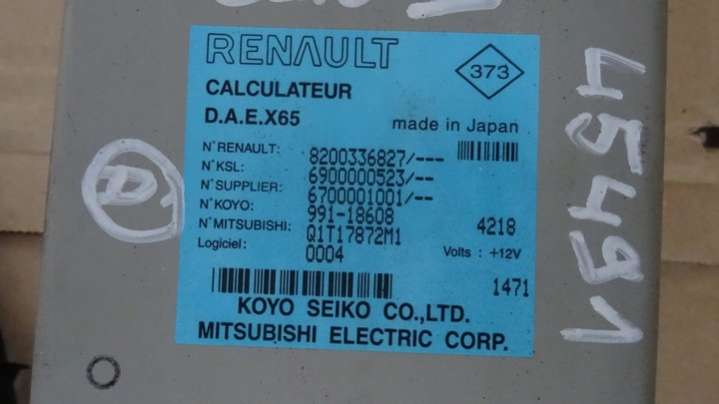 RENAULT
373
CALCULATEUR
D.A.E.X65
made in Japan
N° RENAULT: 8200336827/---
N° KSL: 6900000523/--
N° SUPPLIER: 6700001001/--
N° KOYO: 991-18608
N° MITSUBISHI: Q1T17872M1
4218
Logiciel: 0004
Volts : +12V
1471
KOYO SEIKO CO.,LTD.
MITSUBISHI ELECTRIC CORP.
45491